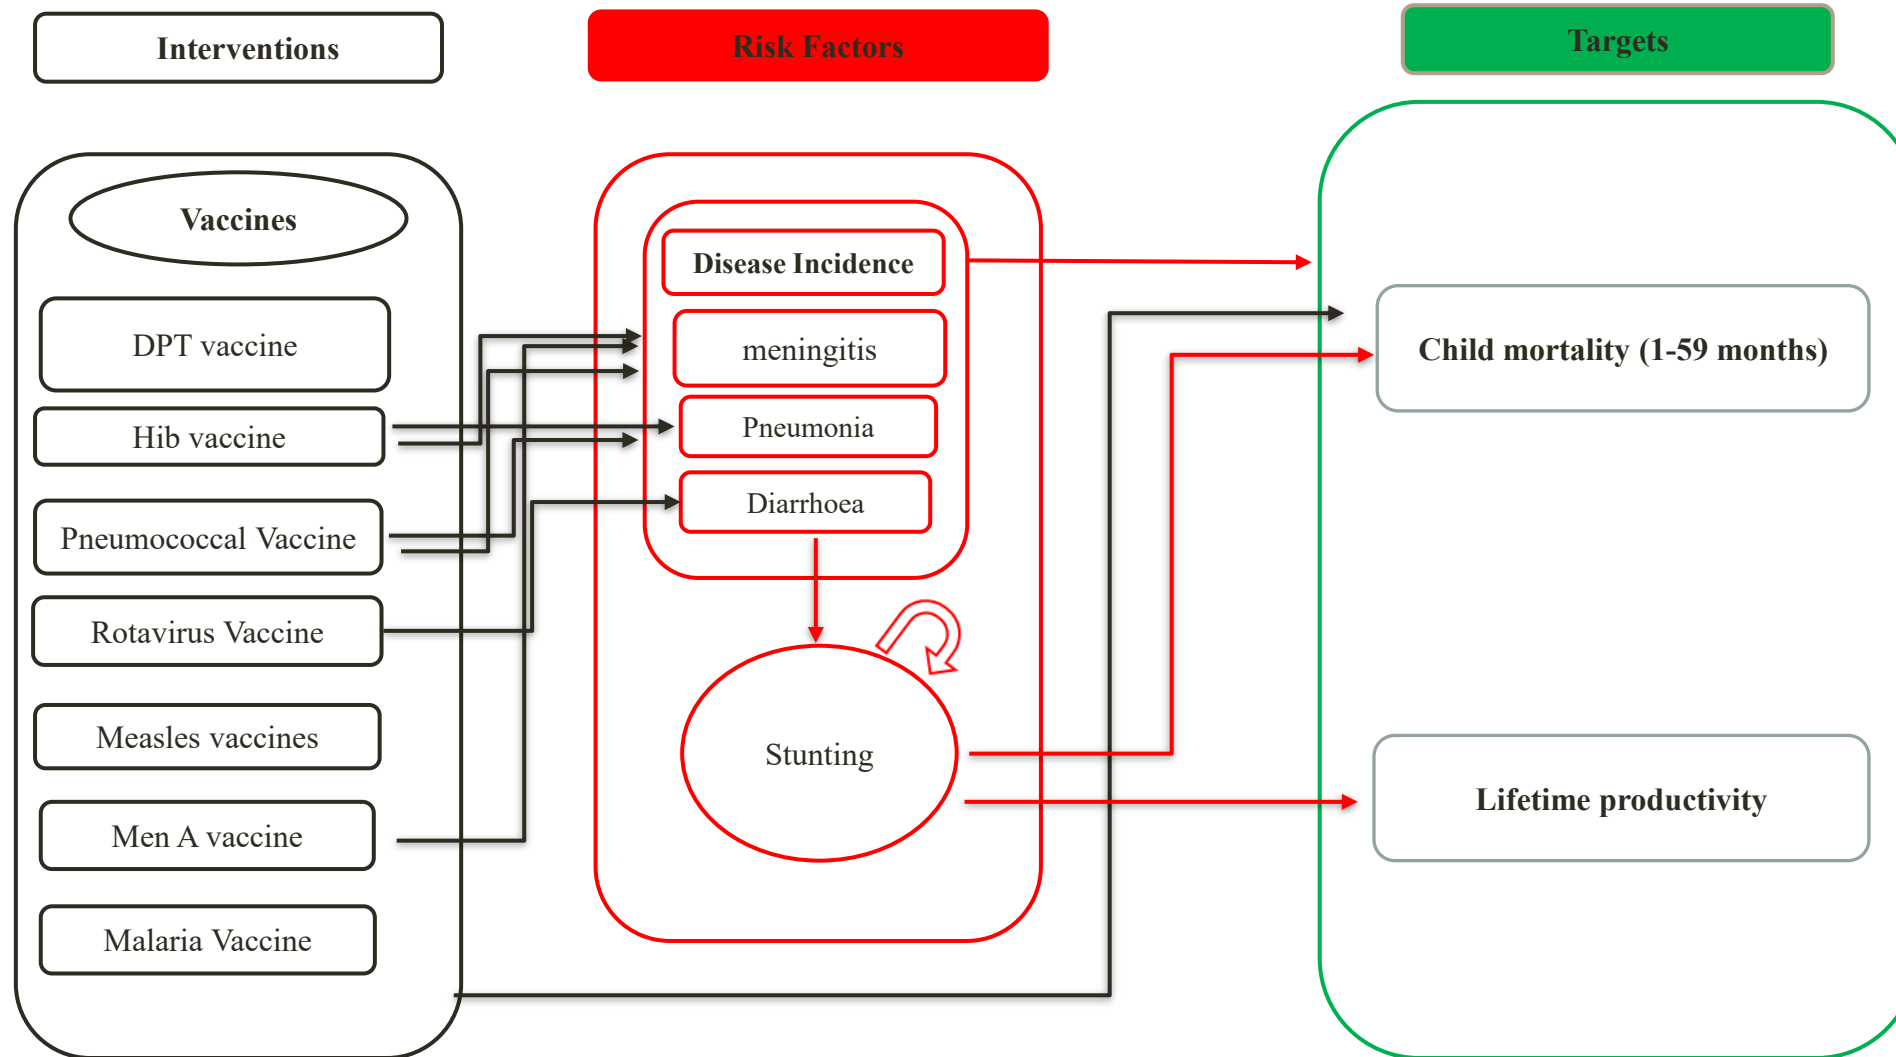 Interventions
Risk Factors
Targets
Vaccines
DPT vaccine
Hib vaccine
Pneumococcal Vaccine
Rotavirus Vaccine
Measles vaccines
Men A vaccine
Malaria Vaccine
Disease Incidence
meningitis
Pneumonia
Diarrhoea
Stunting
Child mortality (1-59 months)
Lifetime productivity